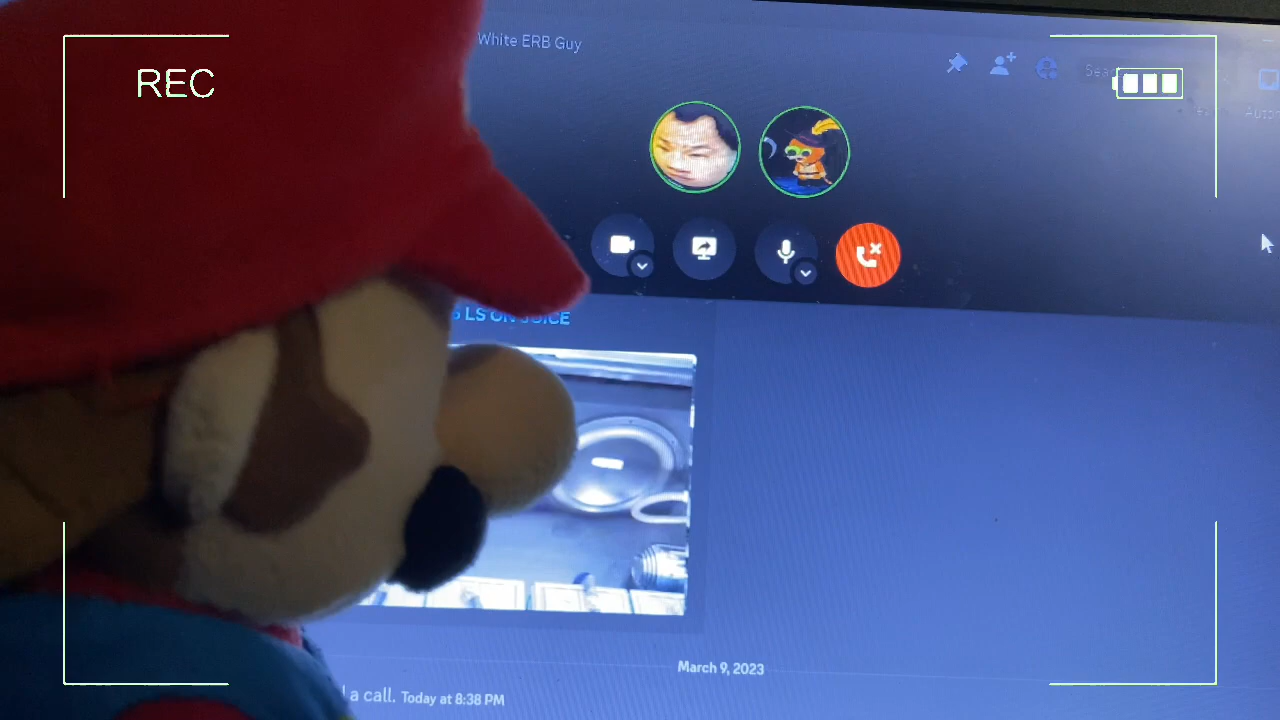 White ERB Guy
REC
LS ON JUICE
March 9, 2023
a call. Today at 8:38 PM